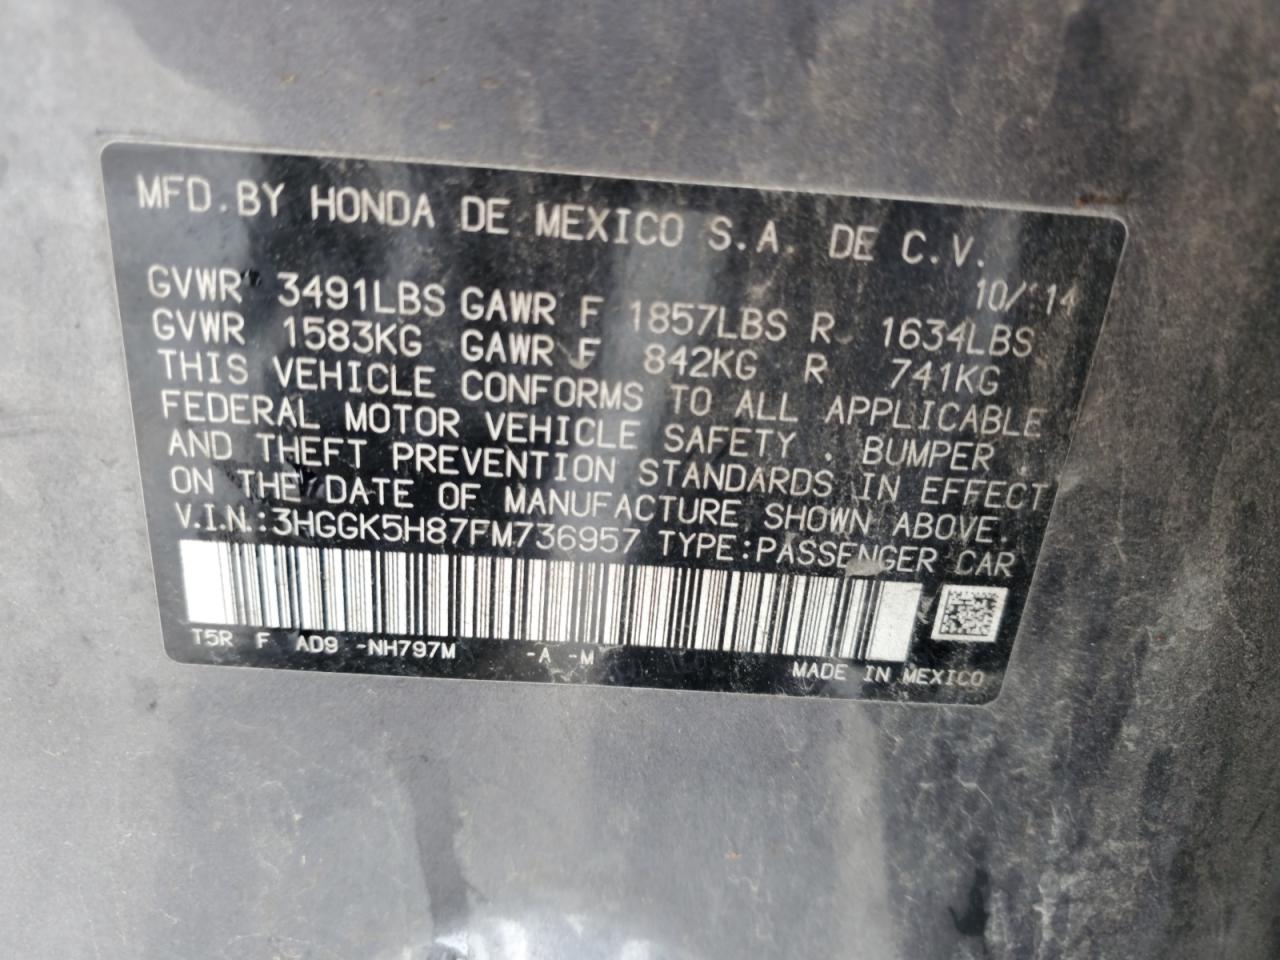 MFD.BY HONDA DE MEXICO S.A. DE C.V.
10/'14
GVWR 3491LBS GAWR F 1857LBS R 1634LBS
GVWR 1583KG GAWR F 842KG R 741KG
THIS VEHICLE CONFORMS TO ALL APPLICABLE
FEDERAL MOTOR VEHICLE SAFETY , BUMPER ,
AND THEFT PREVENTION STANDARDS IN EFFECT
ON THE DATE OF MANUFACTURE SHOWN ABOVE.
V.I.N.:3HGGK5H87FM736957 TYPE:PASSENGER CAR
T5R F AD9 -NH797M -A -M
MADE IN MEXICO